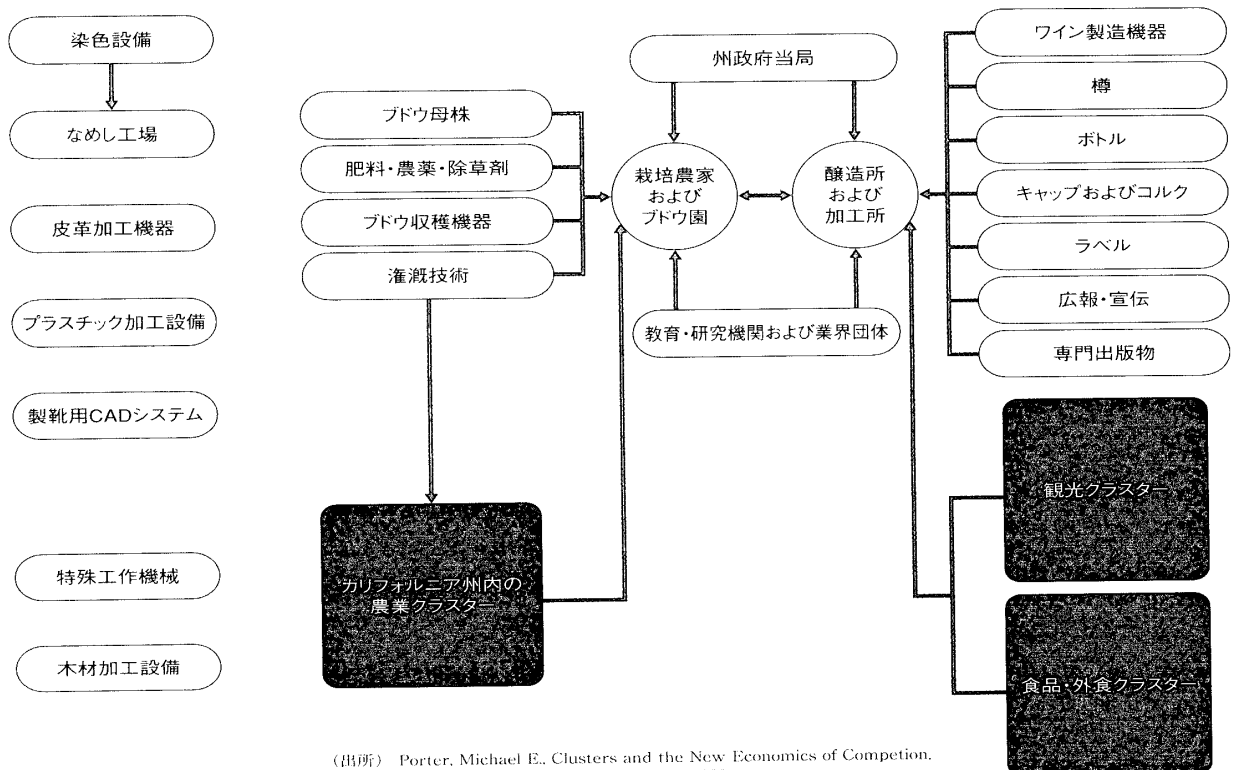 染色設備
なめし工場
皮革加工機器
プラスチック加工設備
製靴用CADシステム
特殊工作機械
木材加工設備
ブドウ母株
肥料・農薬・除草剤
ブドウ収穫機器
灌漑技術
カリフォルニア州内の
農業クラスター
州政府当局
栽培農家
および
ブドウ園
醸造所
および
加工所
教育・研究機関および業界団体
ワイン製造機器
樽
ボトル
キャップおよびコルク
ラベル
広報・宣伝
専門出版物
観光クラスター
食品・外食クラスター
(出所) Porter, Michael E., Clusters and the New Economics of Competion,